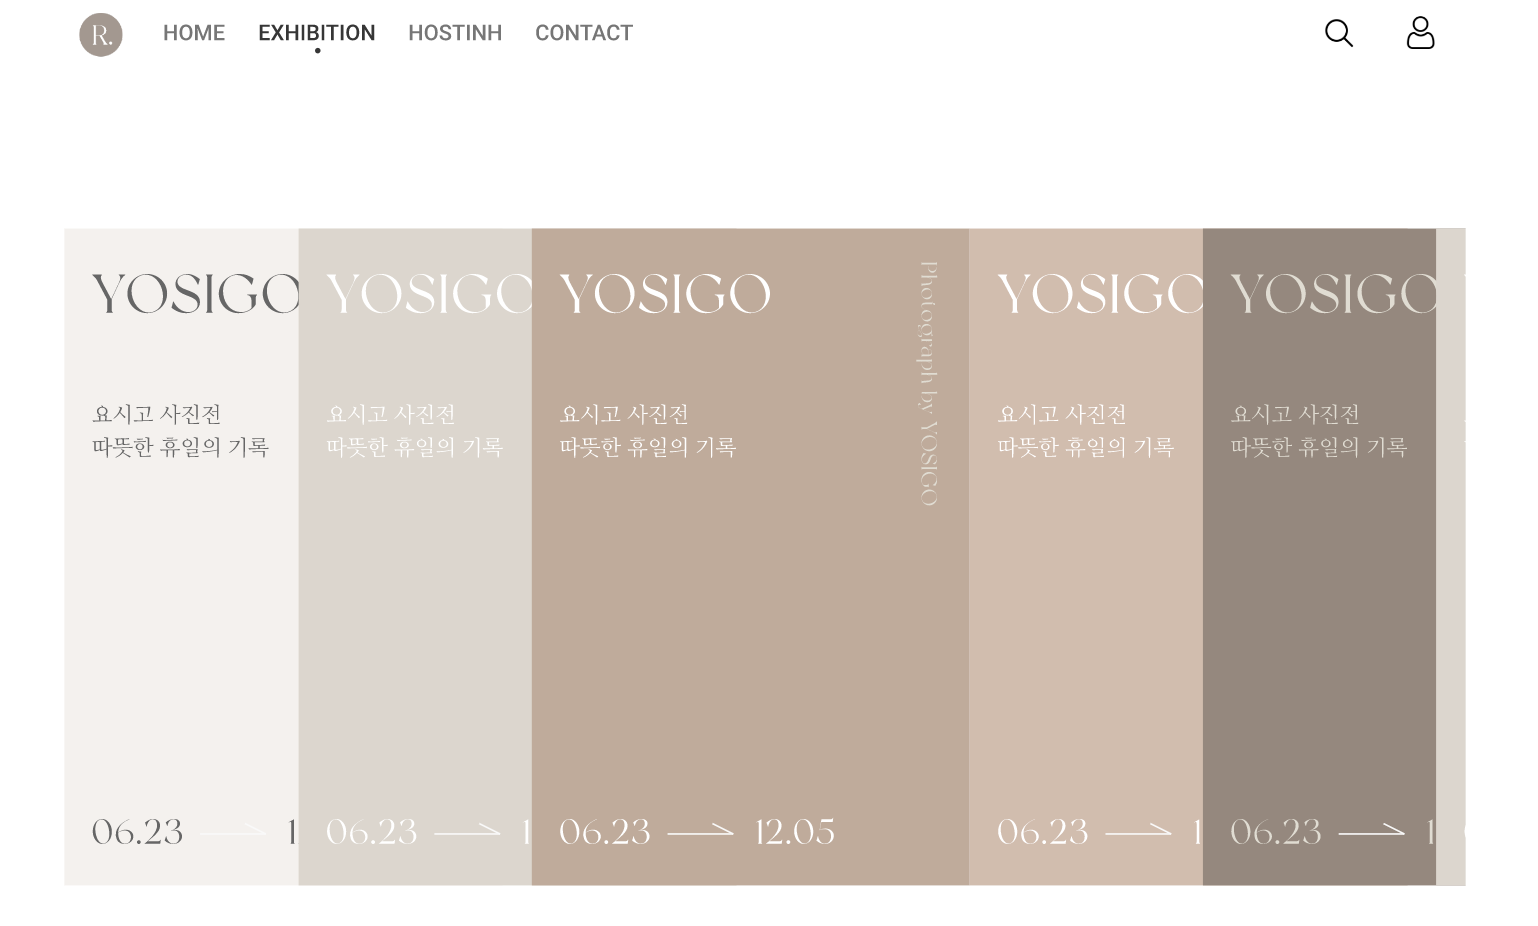 R.
HOME
EXHIBITION
HOSTINH
CONTACT
YOSIGO
요시고 사진전
따뜻한 휴일의 기록
06.23
1
YOSIGO
요시고 사진전
따뜻한 휴일의 기록
06.23
1
YOSIGO
요시고 사진전
따뜻한 휴일의 기록
06.23
12.05
Photograph by YOSIGO
YOSIGO
요시고 사진전
따뜻한 휴일의 기록
06.23
1
YOSIGO
요시고 사진전
따뜻한 휴일의 기록
06.23
1